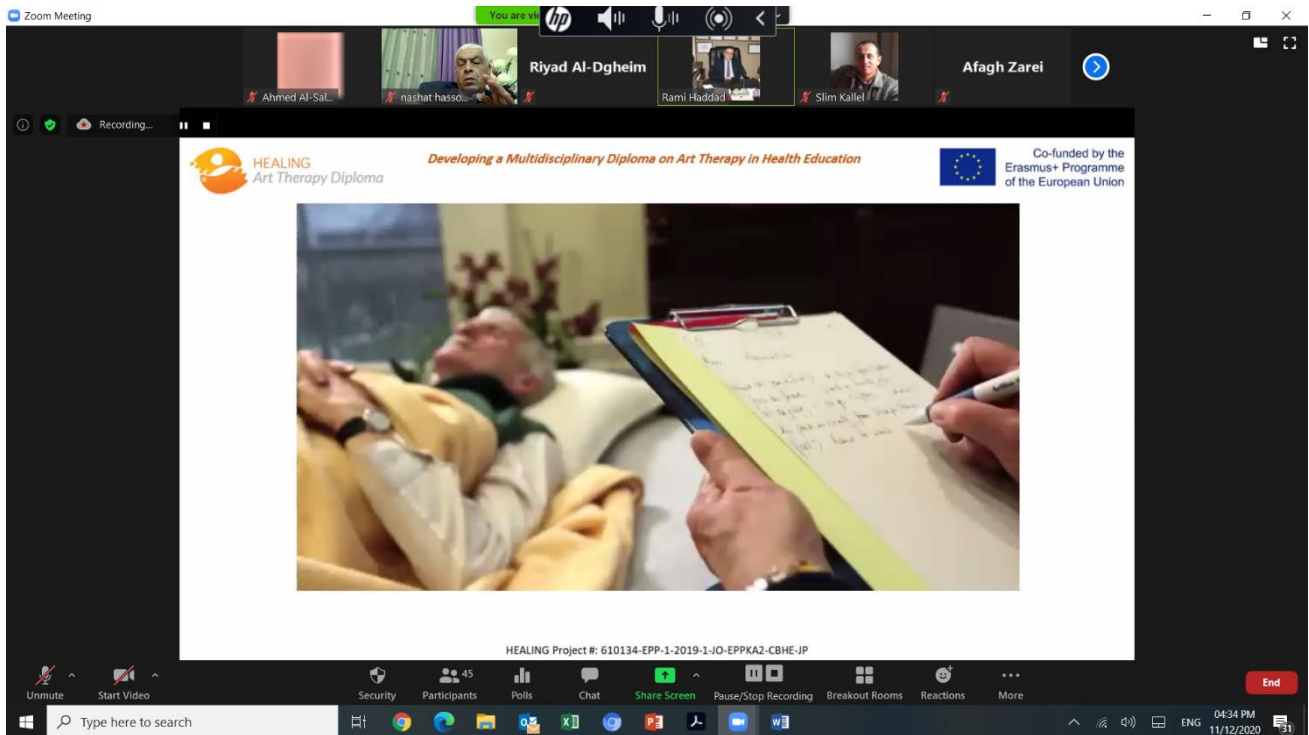 Zoom Meeting
You are vie
hp
Ahmed Al-Sal...
nashat hasso...
Riyad Al-Dgheim
Rami Haddad
Slim Kallel
Afagh Zarei
Recording...
HEALING
Art Therapy Diploma
Developing a Multidisciplinary Diploma on Art Therapy in Health Education
Co-funded by the
Erasmus+ Programme
of the European Union
HEALING Project #: 610134-EPP-1-2019-1-JO-EPPKA2-CBHE-JP
Unmute
Start Video
Security
45
Participants
Polls
Chat
Share Screen
Pause/Stop Recording
Breakout Rooms
Reactions
More
End
Type here to search
ENG
04:34 PM
11/12/2020
31